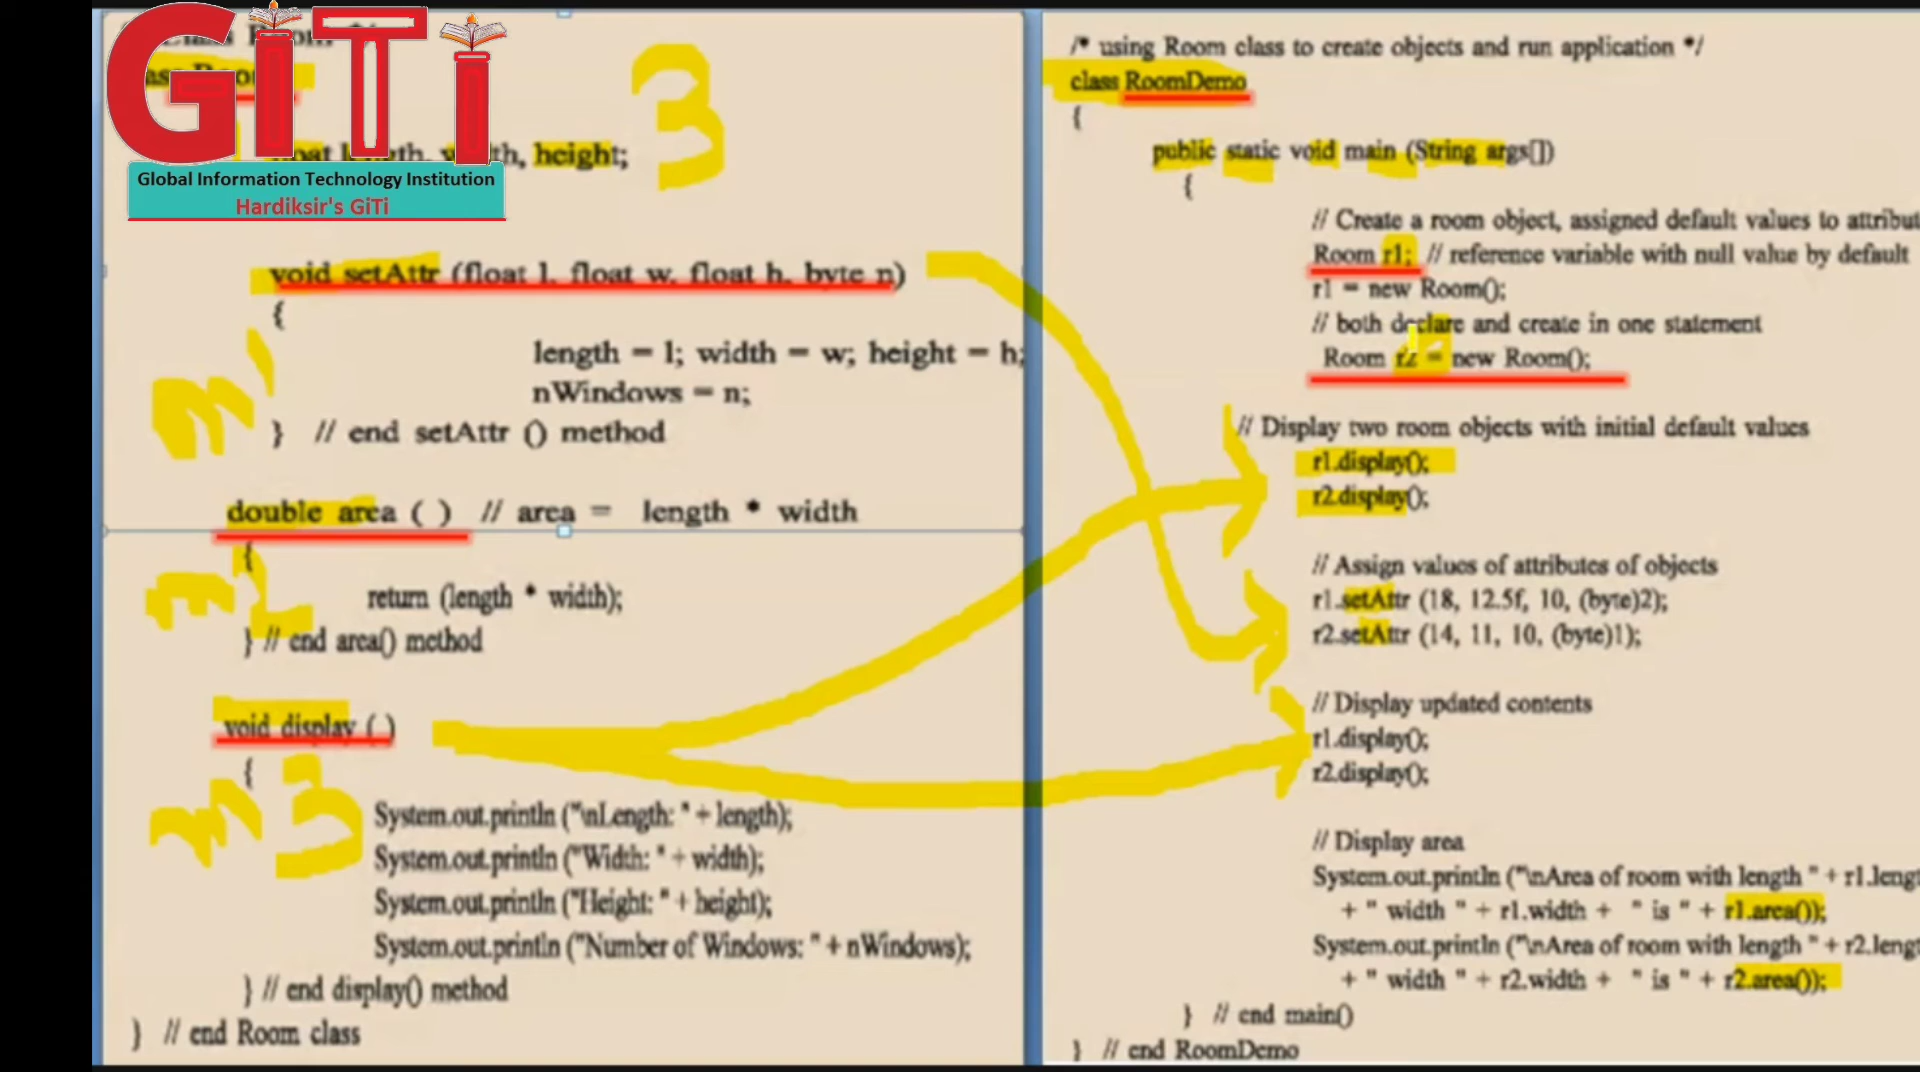 GiTi
Global Information Technology Institution
Hardiksir's GiTi
height;
3
void setAttr (float l, float w, float h, byte n)
{
length = l; width = w; height = h;
nWindows = n;
} // end setAttr () method
m1
double area ( ) // area = length * width
{
m2
return (length * width);
} // end area() method
void display ( )
{
m3
System.out.println ("\nLength: " + length);
System.out.println ("Width: " + width);
System.out.println ("Height: " + height);
System.out.println ("Number of Windows: " + nWindows);
} // end display() method
} // end Room class
/* using Room class to create objects and run application */
class RoomDemo
{
public static void main (String args[])
{
// Create a room object, assigned default values to
Room r1; // reference variable with null value by default
r1 = new Room();
// both declare and create in one statement
Room r2 = new Room();
// Display two room objects with initial default values
r1.display();
r2.display();
// Assign values of attributes of objects
r1.setAttr (18, 12.5f, 10, (byte)2);
r2.setAttr (14, 11, 10, (byte)1);
// Display updated contents
r1.display();
r2.display();
// Display area
System.out.println ("\nArea of room with length " + r1.leng
+ " width " + r1.width + " is " + r1.area());
System.out.println ("\nArea of room with length " + r2.leng
+ " width " + r2.width + " is " + r2.area());
} // end main()
} // end RoomDemo